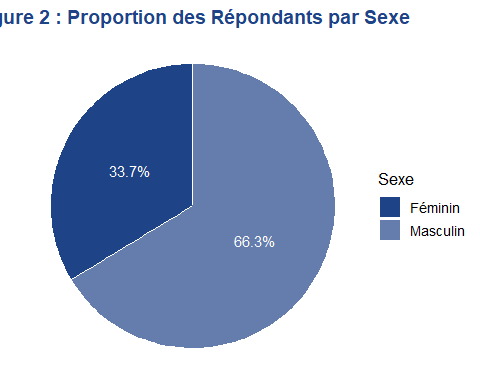 gure 2 : Proportion des Répondants par Sexe
33.7%
66.3%
Sexe
Féminin
Masculin